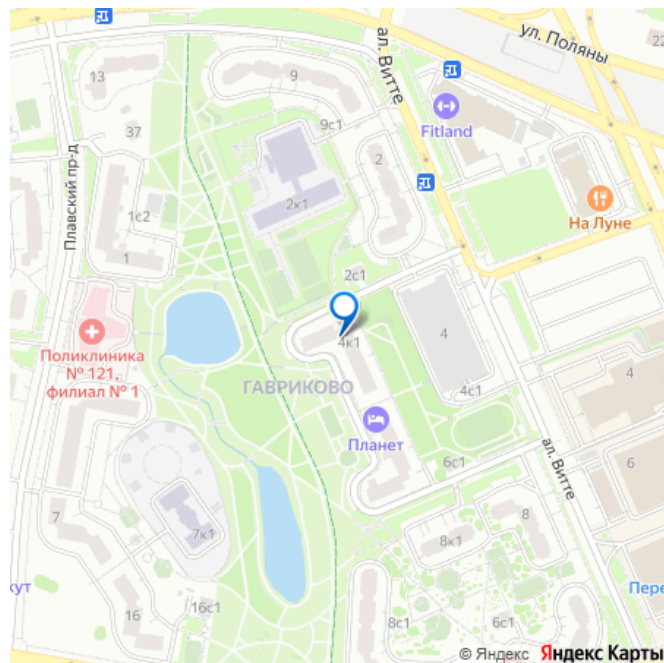 ул. Поляны
22
ал. Витте
13
9
Fitland
37
9с1
2
2к1
На Луне
1с2
Плавский пр-д
1
2с1
4
4к1
Поликлиника
№ 121,
филиал № 1
ГАВРИКОВО
4с1
4
Планет
ал. Витте
6с1
6
7
7к1
8
8к1
кут
16
16с1
8с1
6с1
Пере
© Яндекс Яндекс Карты